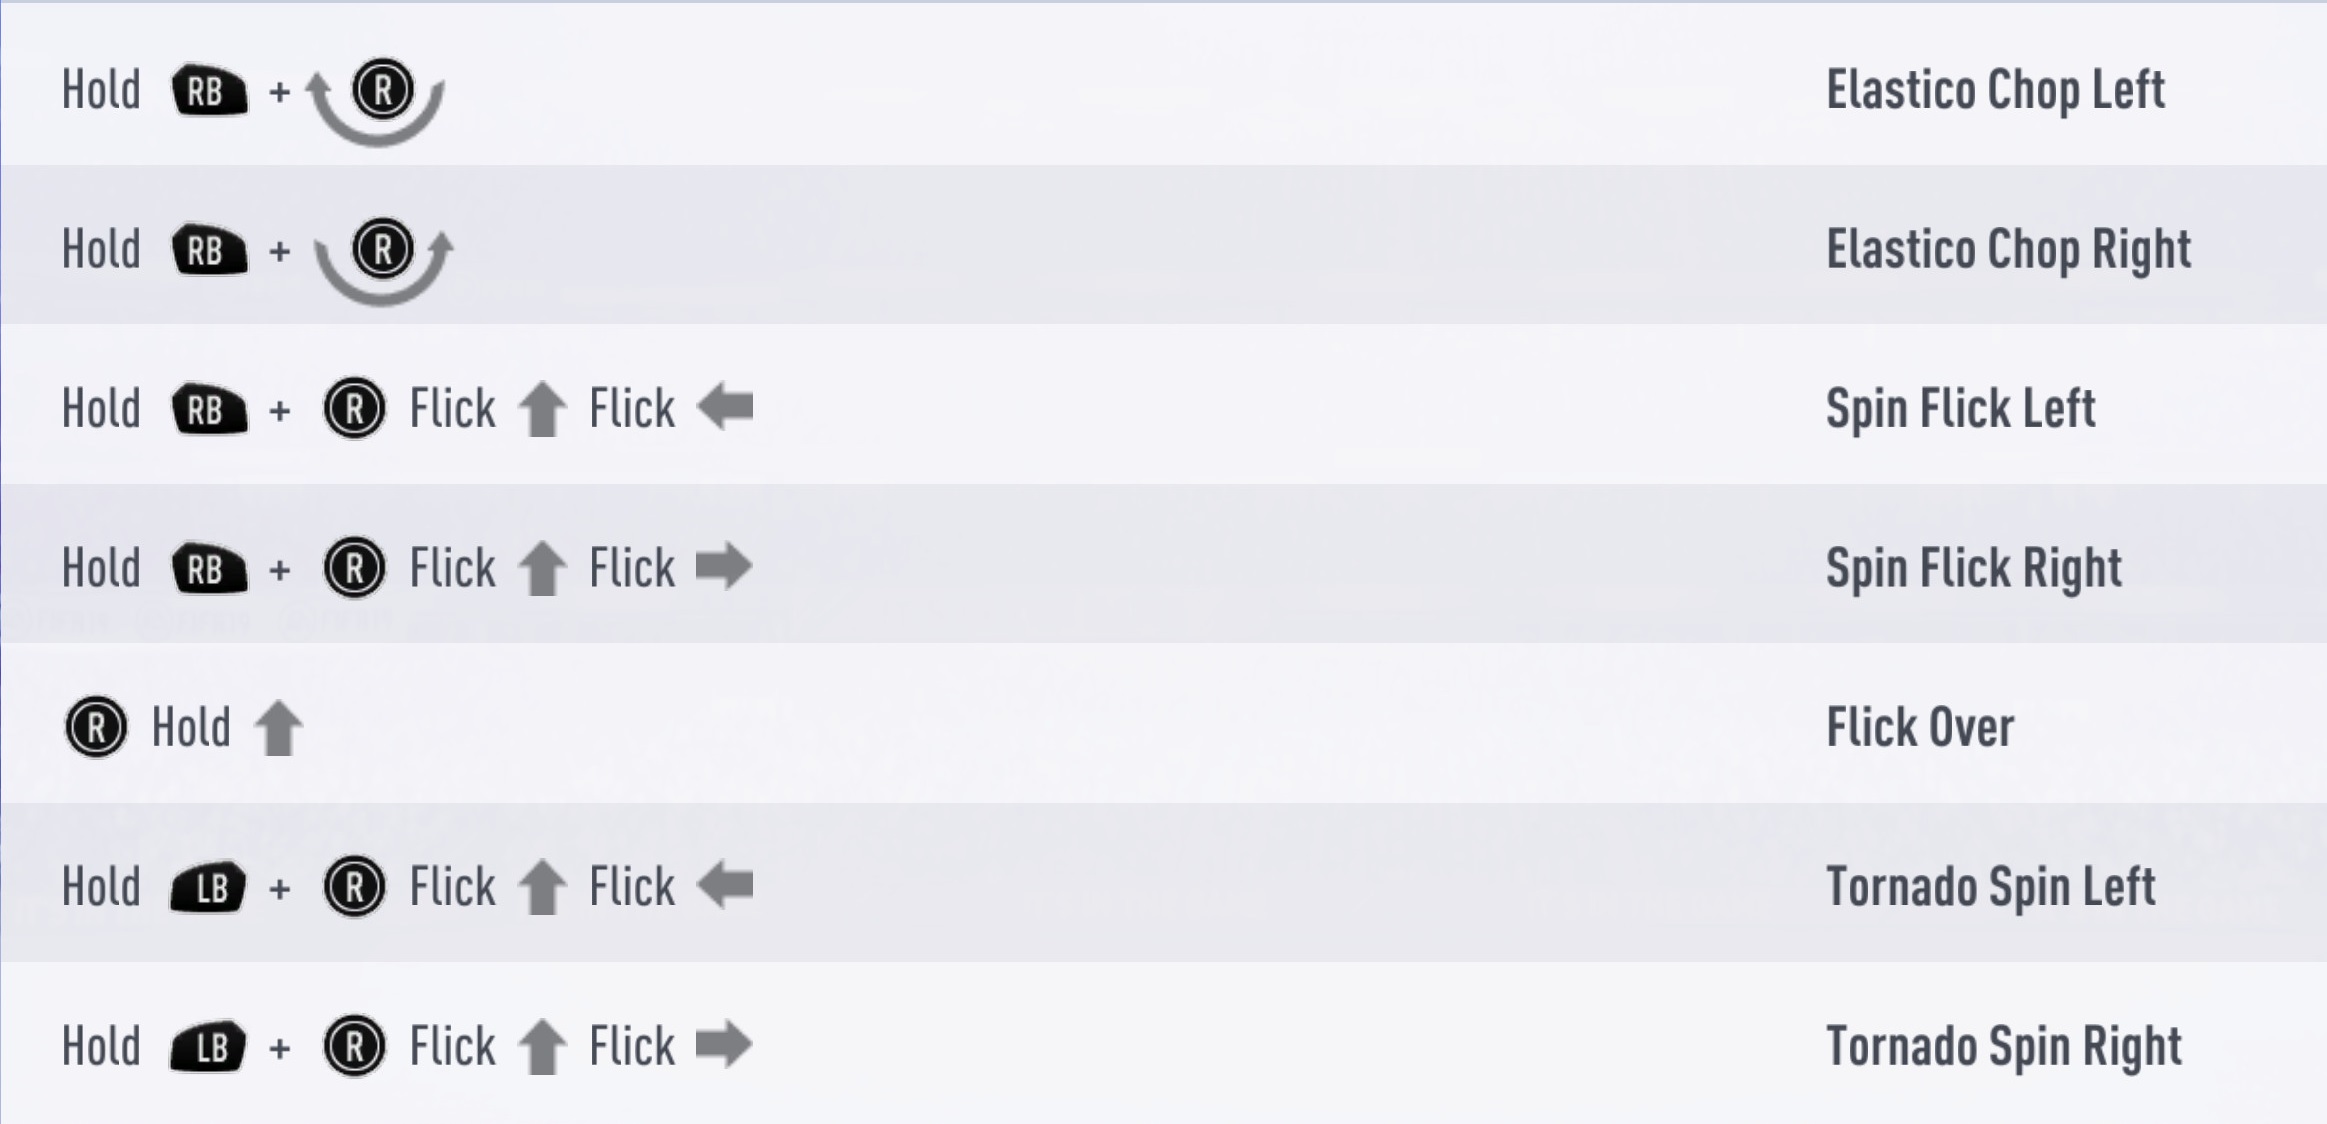 Hold RB + R Elastico Chop Left
Hold RB + R Elastico Chop Right
Hold RB + R Flick Flick Spin Flick Left
Hold RB + R Flick Flick Spin Flick Right
R Hold Flick Over
Hold LB + R Flick Flick Tornado Spin Left
Hold LB + R Flick Flick Tornado Spin Right